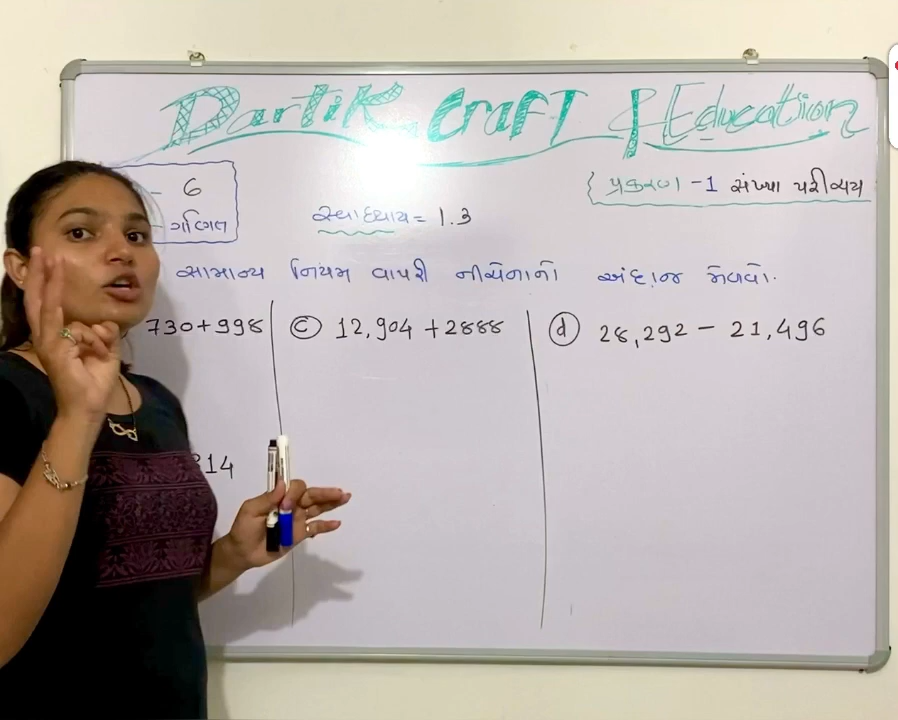 Dartik Craft & Education
- 6
- ગણિત
પ્રકરણ -1 સંખ્યા પરીચય
સ્વાધ્યાય = 1.3
સામાન્ય નિયમ વાપરી નીચેનાનો અંદાજ મેળવો.
730+998
c 12,904 + 2888
d 28,292 - 21,496
314